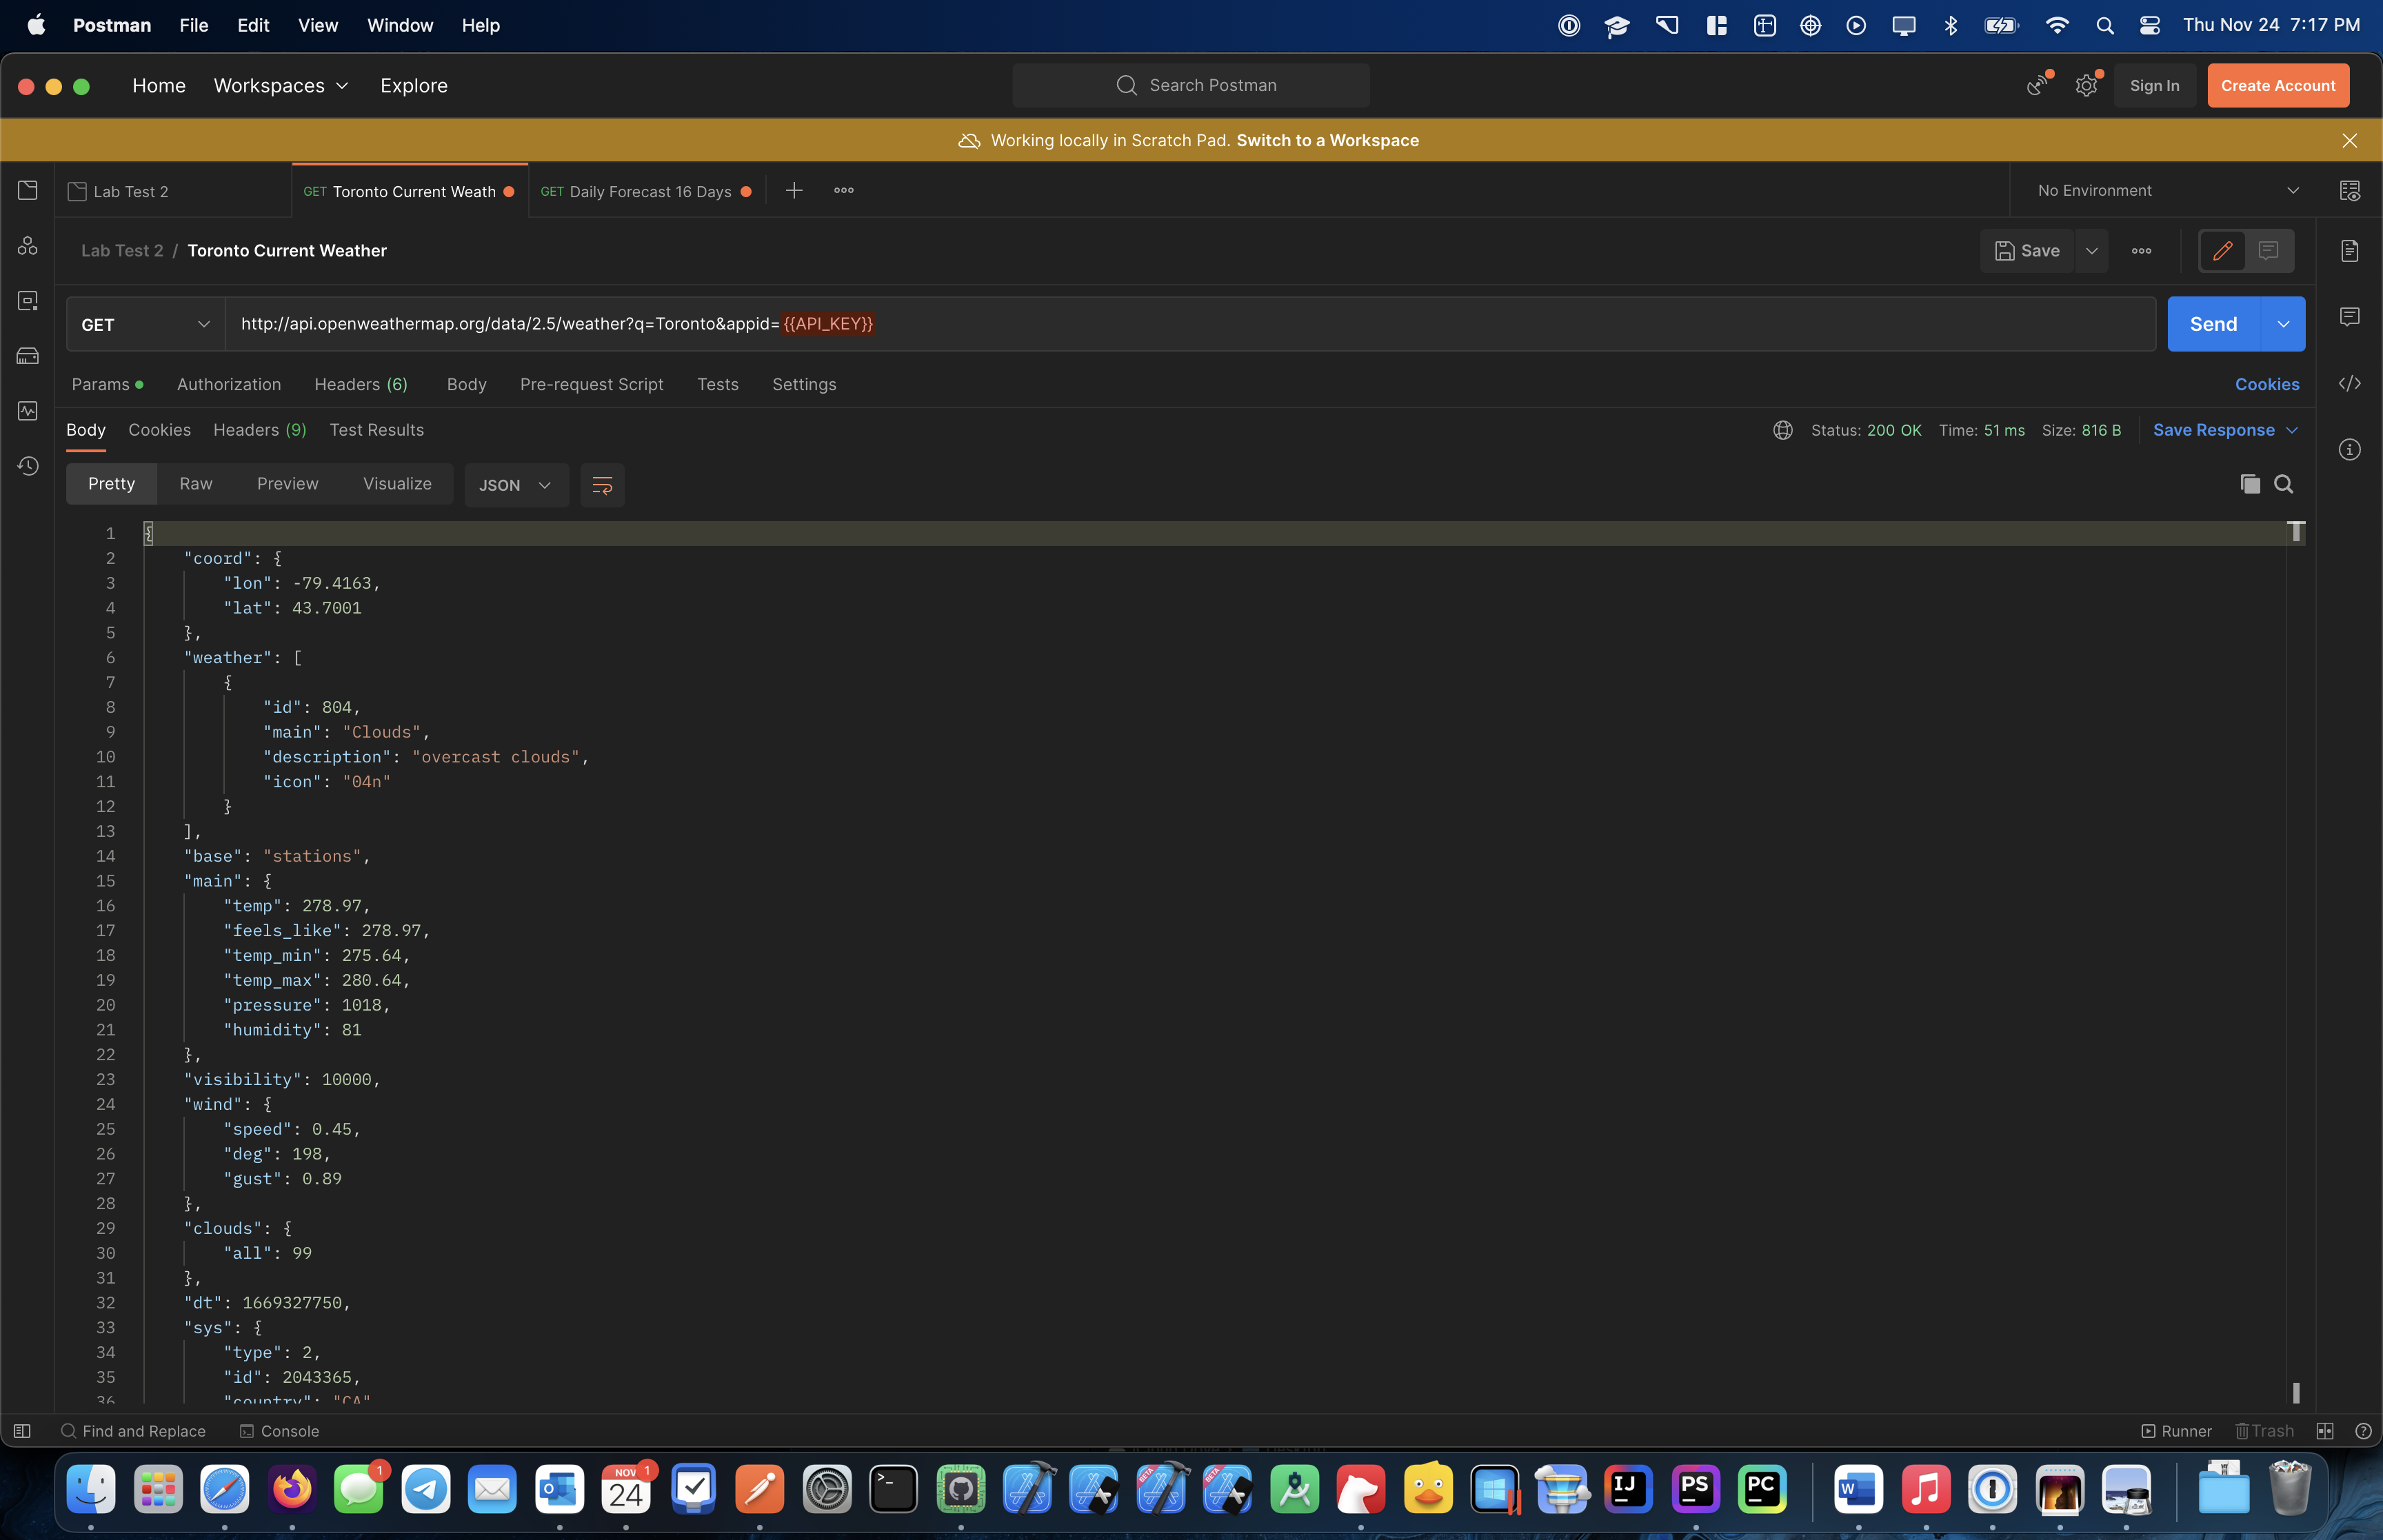 Postman File Edit View Window Help Thu Nov 24 7:17 PM
Home Workspaces Explore Search Postman Sign In Create Account
Working locally in Scratch Pad. Switch to a Workspace
Lab Test 2 GET Toronto Current Weath GET Daily Forecast 16 Days No Environment
Lab Test 2 / Toronto Current Weather Save
GET http://api.openweathermap.org/data/2.5/weather?q=Toronto&appid={{API_KEY}} Send
Params Authorization Headers (6) Body Pre-request Script Tests Settings Cookies
Body Cookies Headers (9) Test Results Status: 200 OK Time: 51 ms Size: 816 B Save Response
Pretty Raw Preview Visualize JSON
1 {
2 "coord": {
3 "lon": -79.4163,
4 "lat": 43.7001
5 },
6 "weather": [
7 {
8 "id": 804,
9 "main": "Clouds",
10 "description": "overcast clouds",
11 "icon": "04n"
12 }
13 ],
14 "base": "stations",
15 "main": {
16 "temp": 278.97,
17 "feels_like": 278.97,
18 "temp_min": 275.64,
19 "temp_max": 280.64,
20 "pressure": 1018,
21 "humidity": 81
22 },
23 "visibility": 10000,
24 "wind": {
25 "speed": 0.45,
26 "deg": 198,
27 "gust": 0.89
28 },
29 "clouds": {
30 "all": 99
31 },
32 "dt": 1669327750,
33 "sys": {
34 "type": 2,
35 "id": 2043365,
36 "country": "CA"
Find and Replace Console Runner Trash
1 NOV 1
24 BETA BETA IJ PS PC W